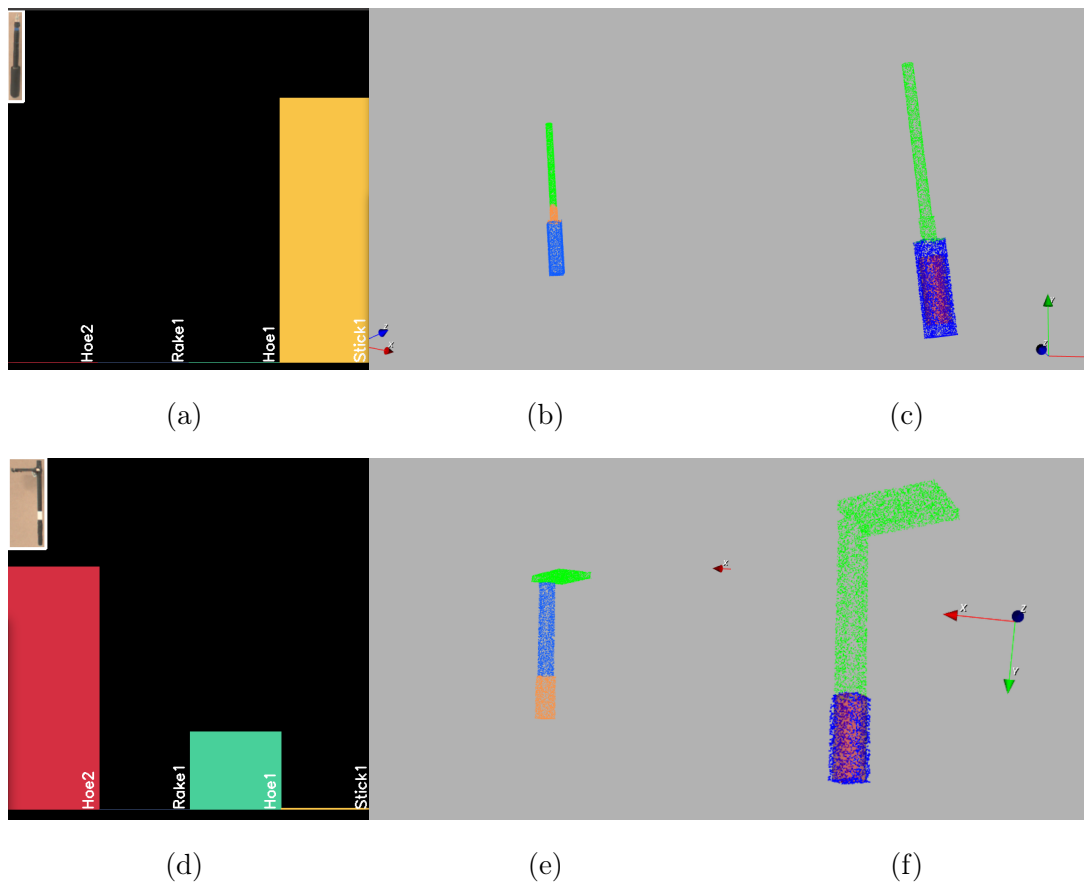 Hoe2
Rake1
Hoe1
Stick1
X
(a)
(b)
(c)
Hoe2
Rake1
Hoe1
Stick1
X
X
Z
Y
(d)
(e)
(f)